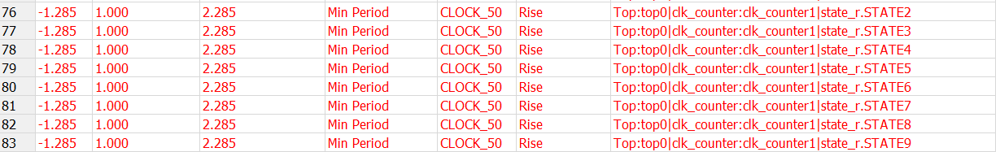 76 -1.285 1.000 2.285 Min Period CLOCK_50 Rise Top:top0|clk_counter:clk_counter1|state_r.STATE2
77 -1.285 1.000 2.285 Min Period CLOCK_50 Rise Top:top0|clk_counter:clk_counter1|state_r.STATE3
78 -1.285 1.000 2.285 Min Period CLOCK_50 Rise Top:top0|clk_counter:clk_counter1|state_r.STATE4
79 -1.285 1.000 2.285 Min Period CLOCK_50 Rise Top:top0|clk_counter:clk_counter1|state_r.STATE5
80 -1.285 1.000 2.285 Min Period CLOCK_50 Rise Top:top0|clk_counter:clk_counter1|state_r.STATE6
81 -1.285 1.000 2.285 Min Period CLOCK_50 Rise Top:top0|clk_counter:clk_counter1|state_r.STATE7
82 -1.285 1.000 2.285 Min Period CLOCK_50 Rise Top:top0|clk_counter:clk_counter1|state_r.STATE8
83 -1.285 1.000 2.285 Min Period CLOCK_50 Rise Top:top0|clk_counter:clk_counter1|state_r.STATE9